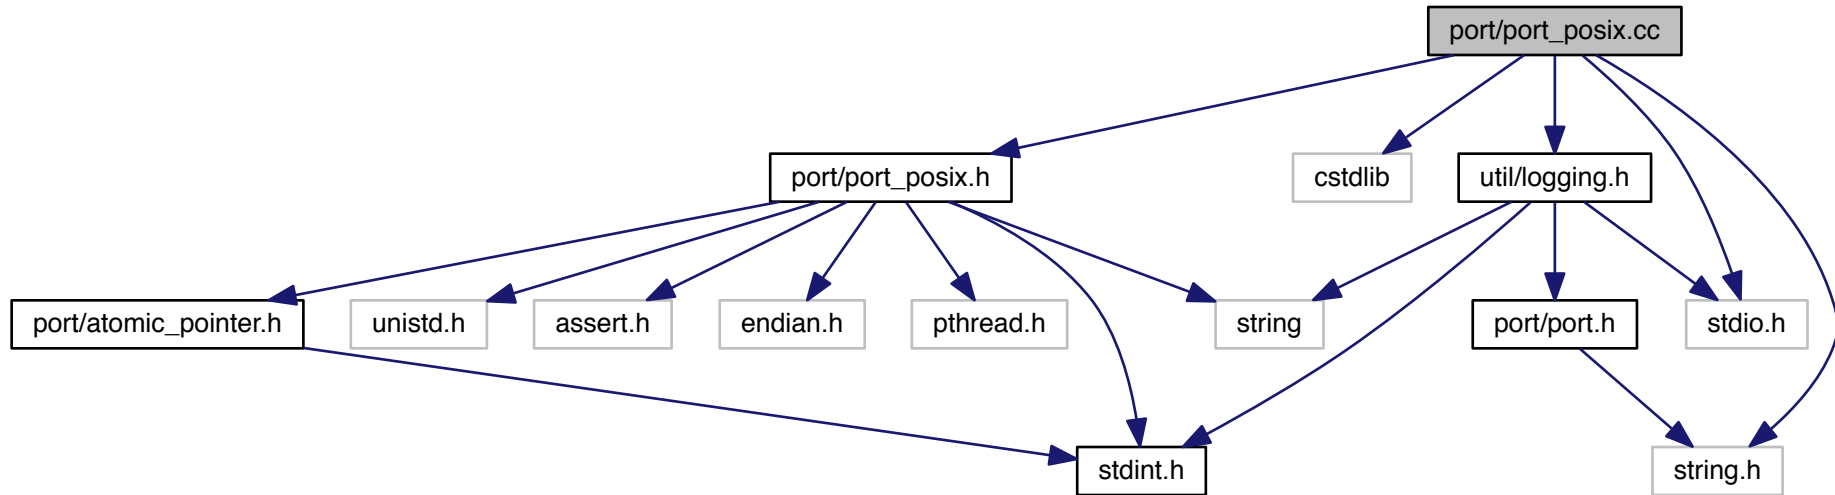 port/port_posix.cc
port/port_posix.h
cstdlib
util/logging.h
port/atomic_pointer.h
unistd.h
assert.h
endian.h
pthread.h
string
port/port.h
stdio.h
stdint.h
string.h